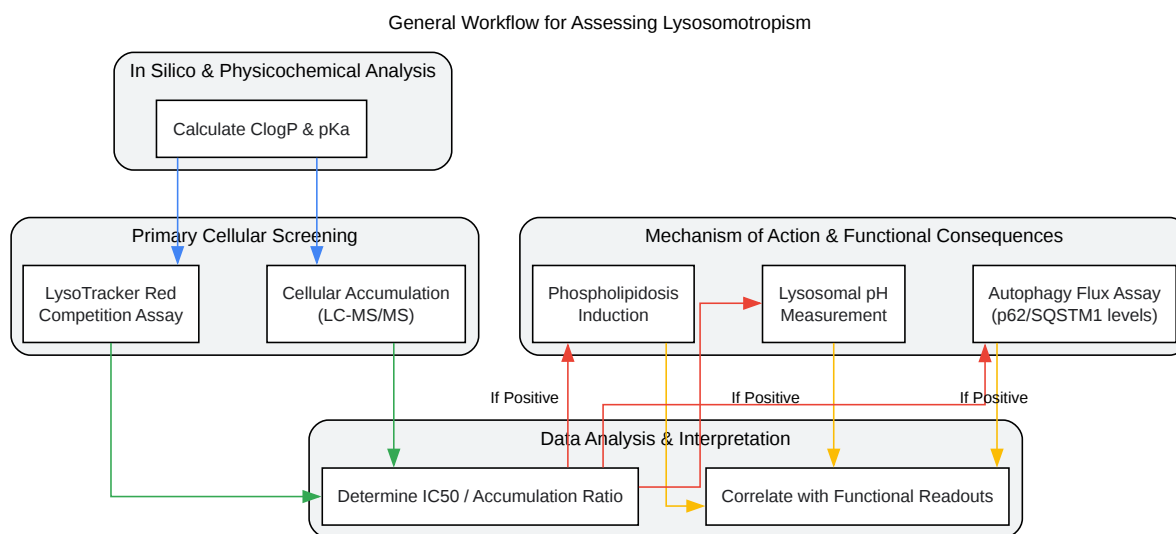 General Workflow for Assessing Lysosomotropism
In Silico & Physicochemical Analysis
Calculate ClogP & pKa
Primary Cellular Screening
LysoTracker Red
Competition Assay
Cellular Accumulation
(LC-MS/MS)
Mechanism of Action & Functional Consequences
Phospholipidosis
Induction
Lysosomal pH
Measurement
Autophagy Flux Assay
(p62/SQSTM1 levels)
If Positive
If Positive
If Positive
Data Analysis & Interpretation
Determine IC50 / Accumulation Ratio
Correlate with Functional Readouts